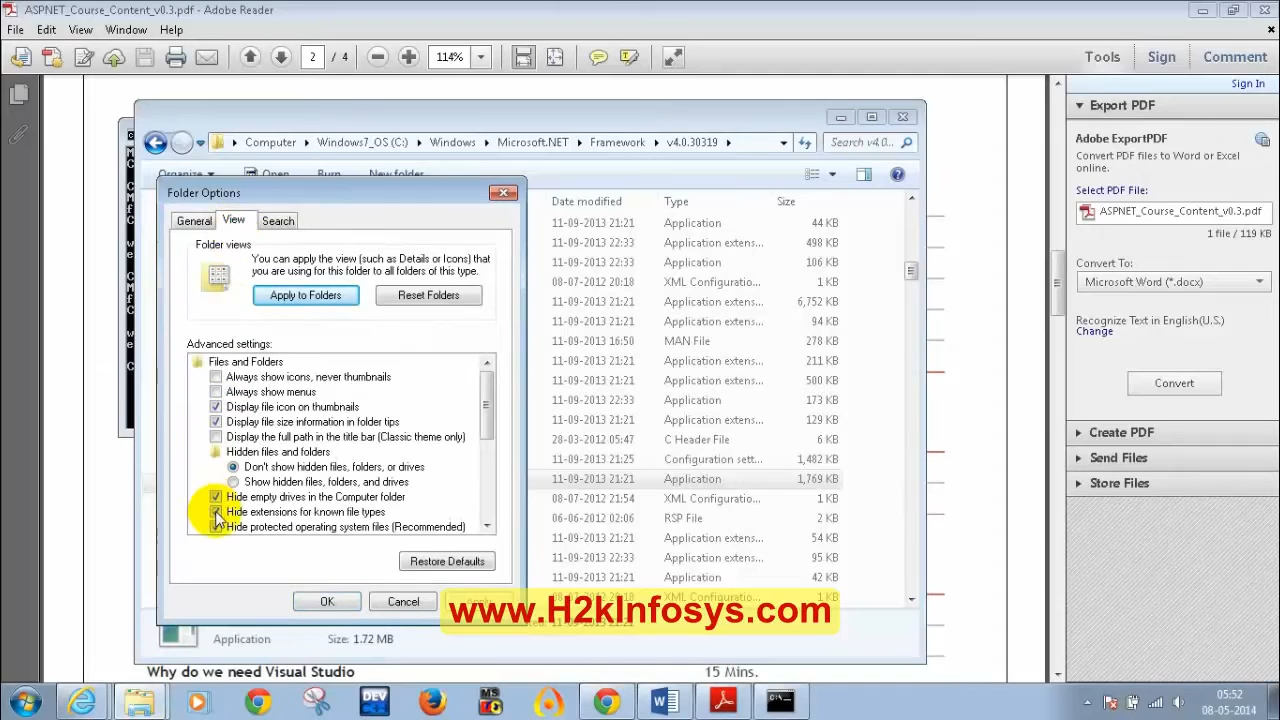 ASPNET_Course_Content_v0.3.pdf - Adobe Reader
File Edit View Window Help
2 / 4 114% Tools Sign Comment
Sign In
Export PDF
Adobe ExportPDF
Convert PDF files to Word or Excel
online.
Select PDF File:
ASPNET_Course_Content_v0.3.pdf
1 file / 119 KB
Convert To:
Microsoft Word (*.docx)
Recognize Text in English(U.S.)
Change
Convert
Create PDF
Send Files
Store Files
Computer Windows7_OS (C:) Windows Microsoft.NET Framework v4.0.30319 Search v4.0...
Organize Open Burn New folder
Folder Options
General View Search
Folder views
You can apply the view (such as Details or Icons) that
you are using for this folder to all folders of this type.
Apply to Folders Reset Folders
Advanced settings:
Files and Folders
Always show icons, never thumbnails
Always show menus
Display file icon on thumbnails
Display file size information in folder tips
Display the full path in the title bar (Classic theme only)
Hidden files and folders
Don't show hidden files, folders, or drives
Show hidden files, folders, and drives
Hide empty drives in the Computer folder
Hide extensions for known file types
Hide protected operating system files (Recommended)
Restore Defaults
OK Cancel
Date modified Type Size
11-09-2013 21:21 Application 44 KB
11-09-2013 22:33 Application extens... 498 KB
11-09-2013 22:33 Application 106 KB
08-07-2012 20:18 XML Configuratio... 1 KB
11-09-2013 21:21 Application extens... 6,752 KB
11-09-2013 21:21 Application extens... 94 KB
11-09-2013 16:50 MAN File 278 KB
11-09-2013 21:21 Application extens... 211 KB
11-09-2013 21:21 Application extens... 500 KB
11-09-2013 22:33 Application 173 KB
11-09-2013 21:21 Application extens... 129 KB
28-03-2012 05:47 C Header File 6 KB
11-09-2013 21:25 Configuration sett... 1,482 KB
11-09-2013 21:21 Application 1,769 KB
08-07-2012 21:54 XML Configuratio... 1 KB
06-06-2012 02:06 RSP File 2 KB
11-09-2013 21:21 Application extens... 54 KB
11-09-2013 22:33 Application extens... 95 KB
11-09-2013 21:21 Application 42 KB
XML Configuratio... 1 KB
www.H2kInfosys.com
Application Size: 1.72 MB
Why do we need Visual Studio 15 Mins.
DEV
MS
05:52
08-05-2014